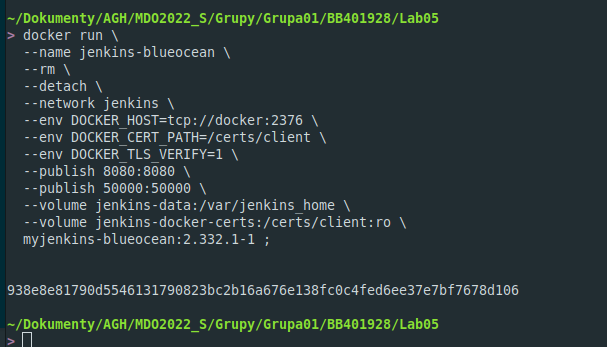 ~/Dokumenty/AGH/MDO2022_S/Grupy/Grupa01/BB401928/Lab05
> docker run \
--name jenkins-blueocean \
--rm \
--detach \
--network jenkins \
--env DOCKER_HOST=tcp://docker:2376 \
--env DOCKER_CERT_PATH=/certs/client \
--env DOCKER_TLS_VERIFY=1 \
--publish 8080:8080 \
--publish 50000:50000 \
--volume jenkins-data:/var/jenkins_home \
--volume jenkins-docker-certs:/certs/client:ro \
myjenkins-blueocean:2.332.1-1 ;
938e8e81790d5546131790823bc2b16a676e138fc0c4fed6ee37e7bf7678d106
~/Dokumenty/AGH/MDO2022_S/Grupy/Grupa01/BB401928/Lab05
>